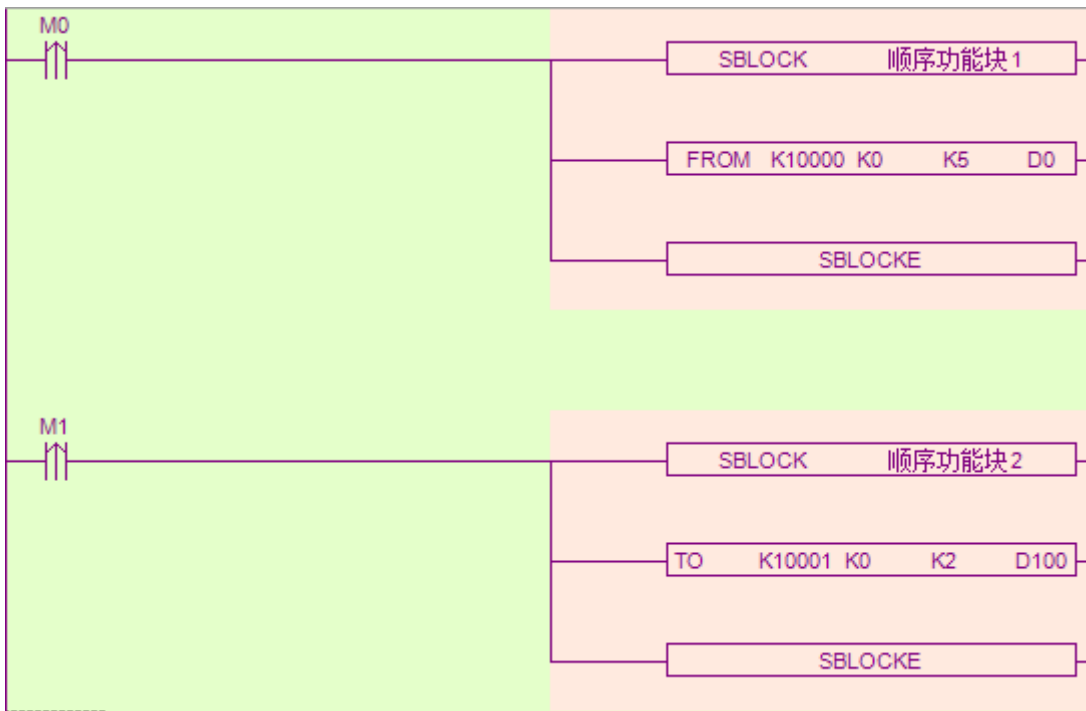 M0
SBLOCK 顺序功能块1
FROM K10000 K0 K5 D0
SBLOCKE
M1
SBLOCK 顺序功能块2
TO K10001 K0 K2 D100
SBLOCKE